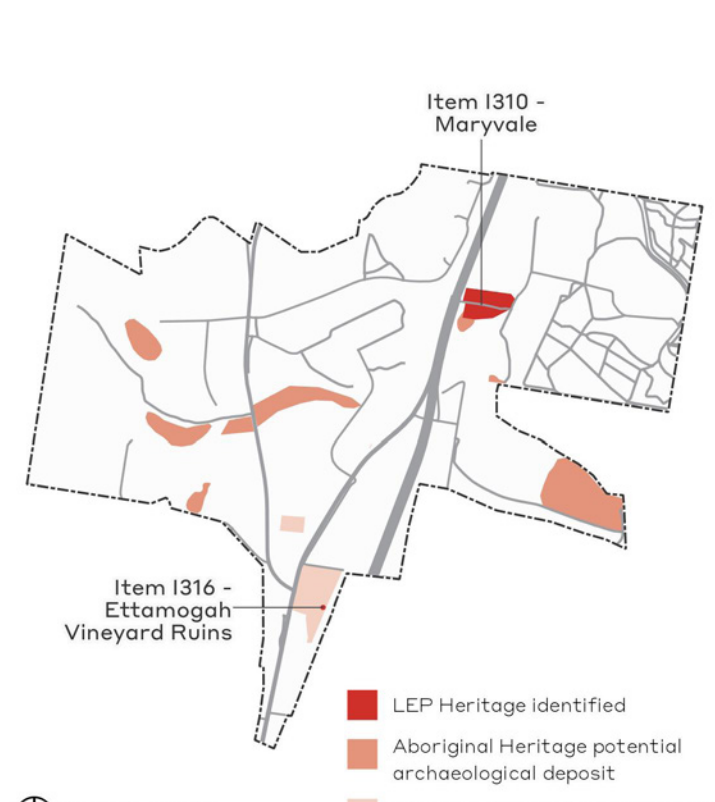 Item I310 -
Maryvale
Item I316 -
Ettamogah
Vineyard Ruins
LEP Heritage identified
Aboriginal Heritage potential
archaeological deposit